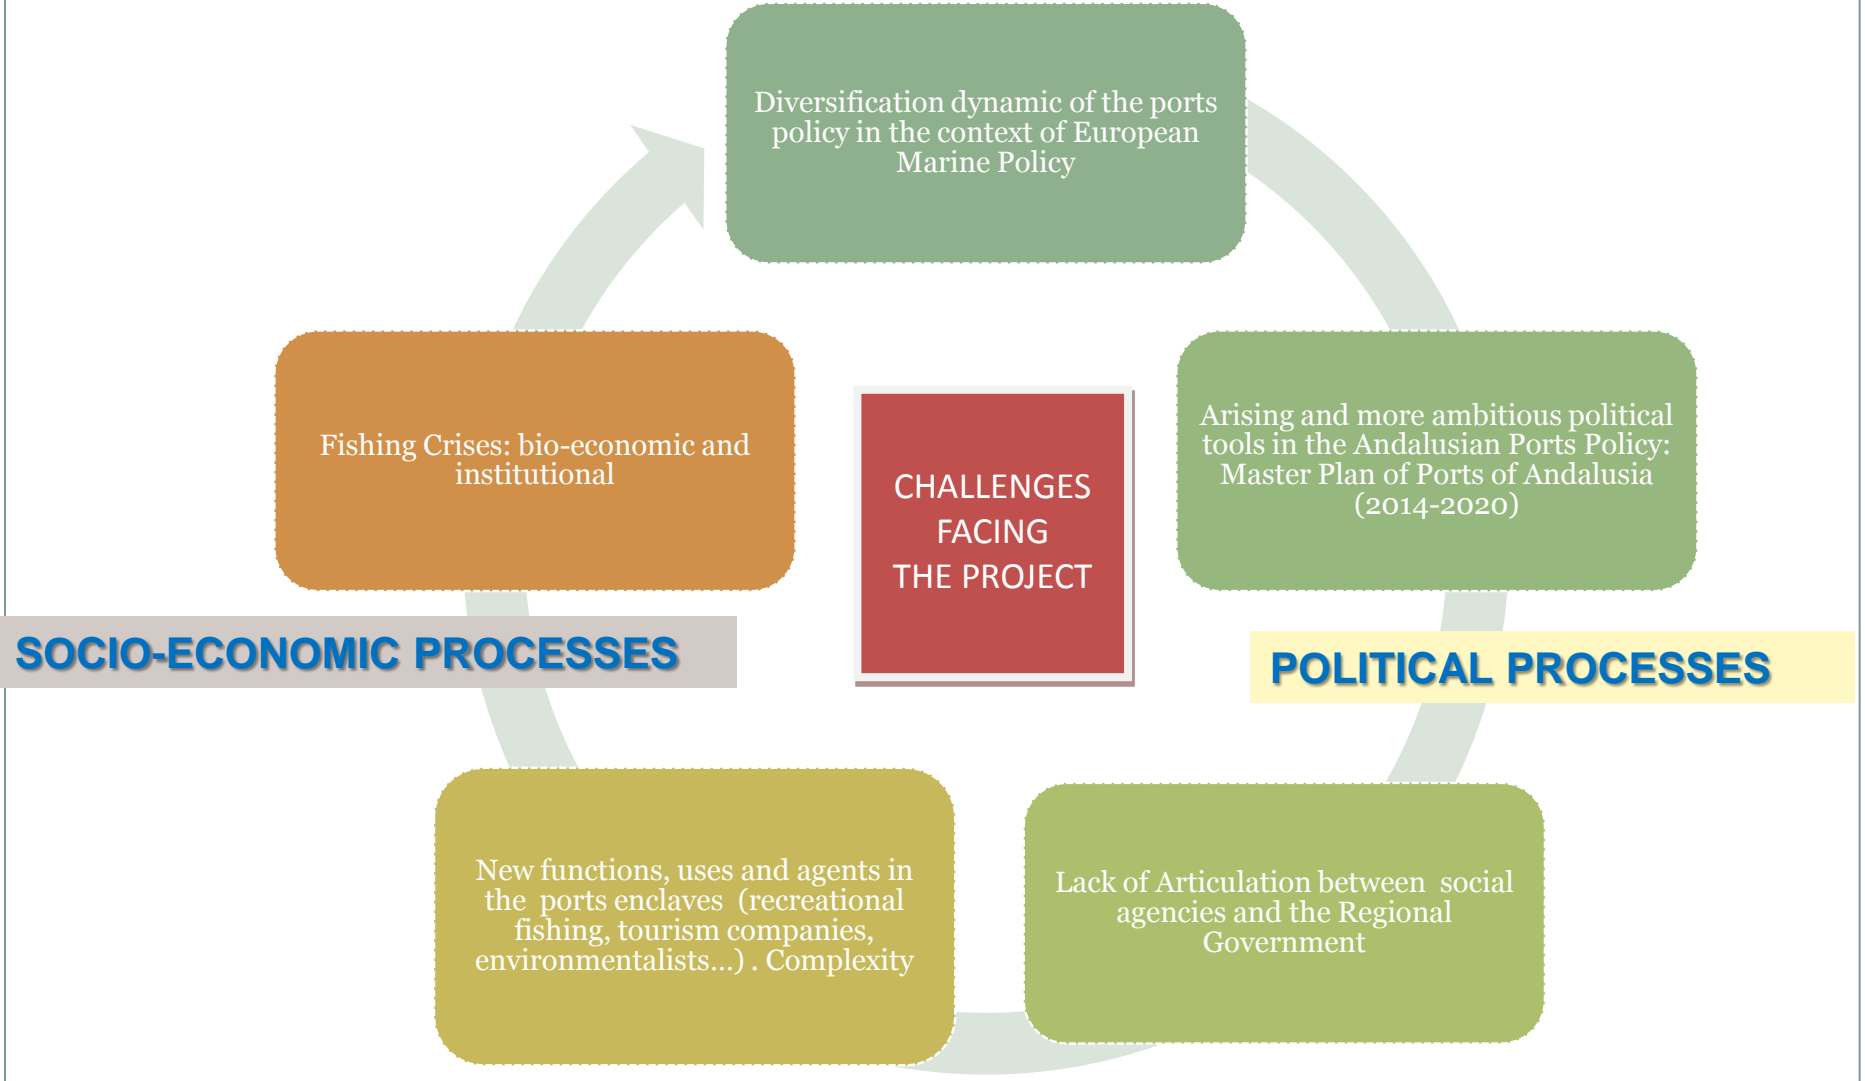 Diversification dynamic of the ports
policy in the context of European
Marine Policy
Arising and more ambitious political
tools in the Andalusian Ports Policy:
Master Plan of Ports of Andalusia
(2014-2020)
Fishing Crises: bio-economic and
institutional
CHALLENGES
FACING
THE PROJECT
SOCIO-ECONOMIC PROCESSES
POLITICAL PROCESSES
New functions, uses and agents in
the ports enclaves (recreational
fishing, tourism companies,
environmentalists...) . Complexity
Lack of Articulation between social
agencies and the Regional
Government